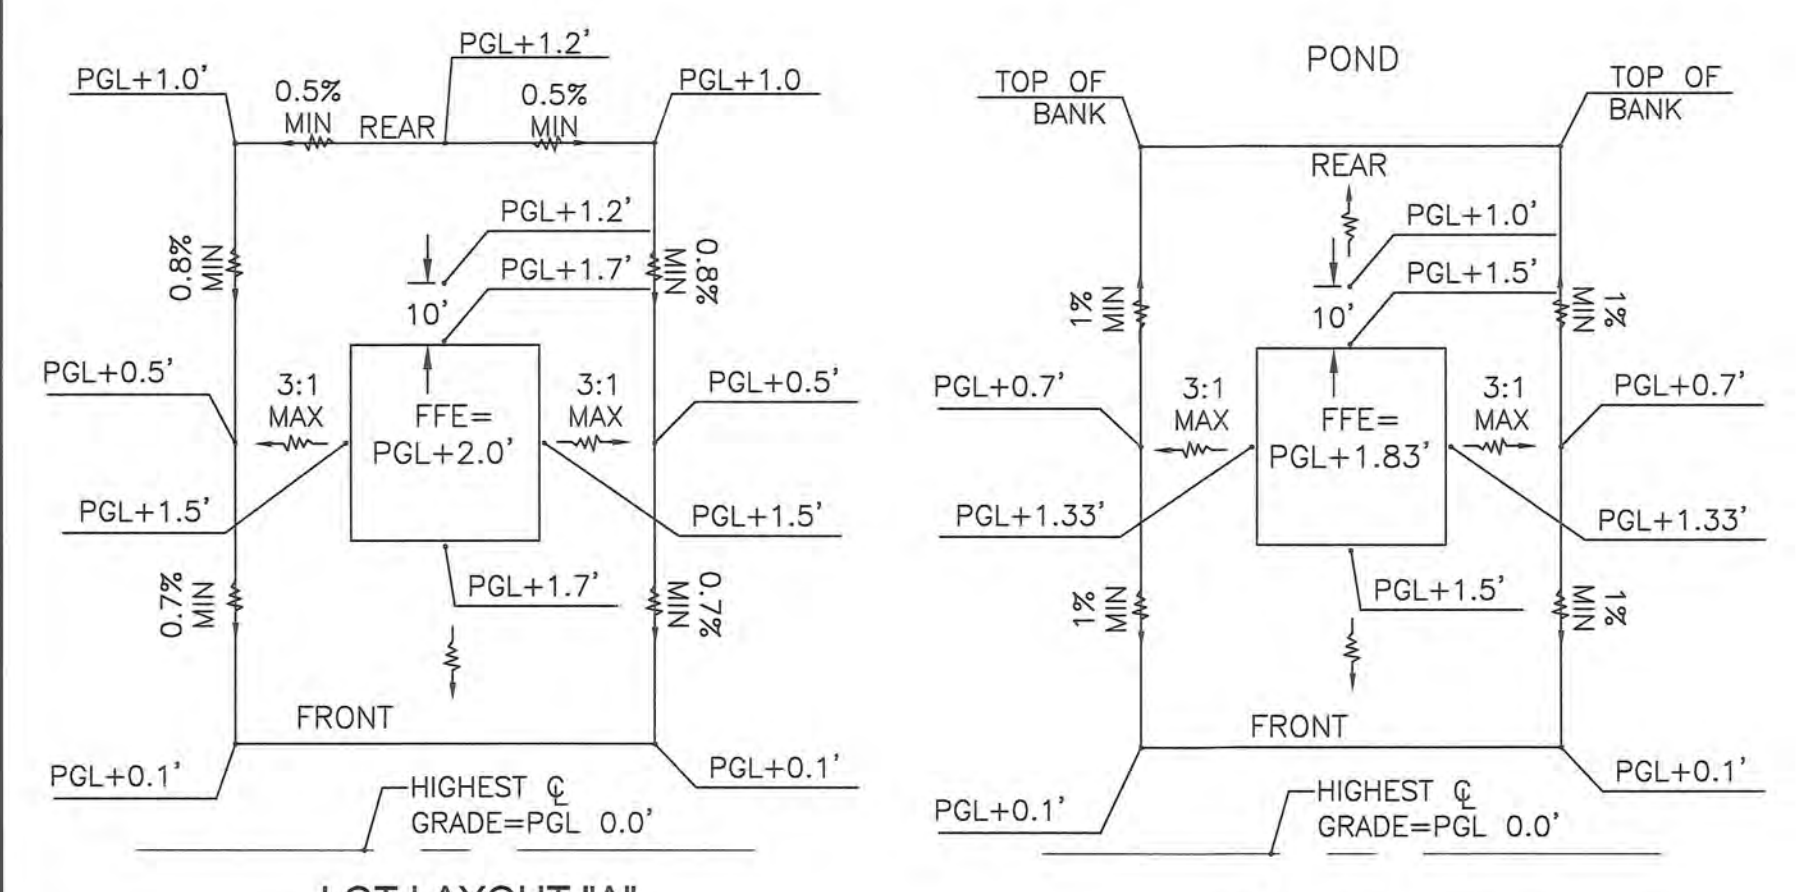 PGL+1.2'
PGL+1.0'
PGL+1.0
0.5%
MIN
REAR
0.5%
MIN
PGL+1.2'
PGL+1.7'
10'
0.8%
MIN
0.8%
MIN
PGL+0.5'
3:1
MAX
FFE=
PGL+2.0'
3:1
MAX
PGL+0.5'
PGL+1.5'
PGL+1.5'
0.7%
MIN
PGL+1.7'
0.7%
MIN
FRONT
PGL+0.1'
PGL+0.1'
HIGHEST ℄
GRADE=PGL 0.0'
LOT LAYOUT "A"
POND
TOP OF
BANK
TOP OF
BANK
REAR
PGL+1.0'
PGL+1.5'
10'
1%
MIN
1%
MIN
PGL+0.7'
3:1
MAX
FFE=
PGL+1.83'
3:1
MAX
PGL+0.7'
PGL+1.33'
PGL+1.33'
1%
MIN
PGL+1.5'
1%
MIN
FRONT
PGL+0.1'
PGL+0.1'
HIGHEST ℄
GRADE=PGL 0.0'